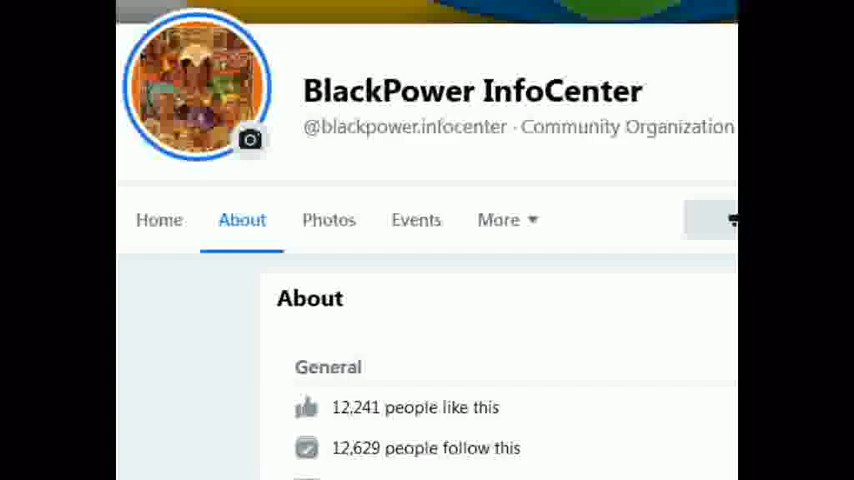 BlackPower InfoCenter
@blackpower.infocenter · Community Organization
Home About Photos Events More
About
General
12,241 people like this
12,629 people follow this